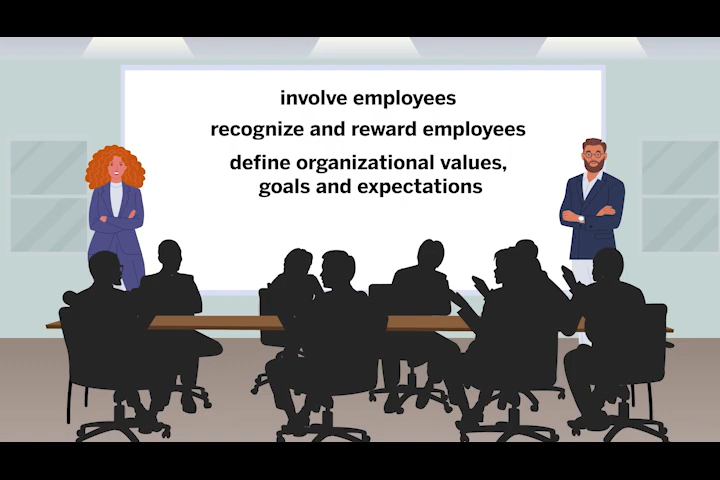 involve employees
recognize and reward employees
define organizational values,
goals and expectations